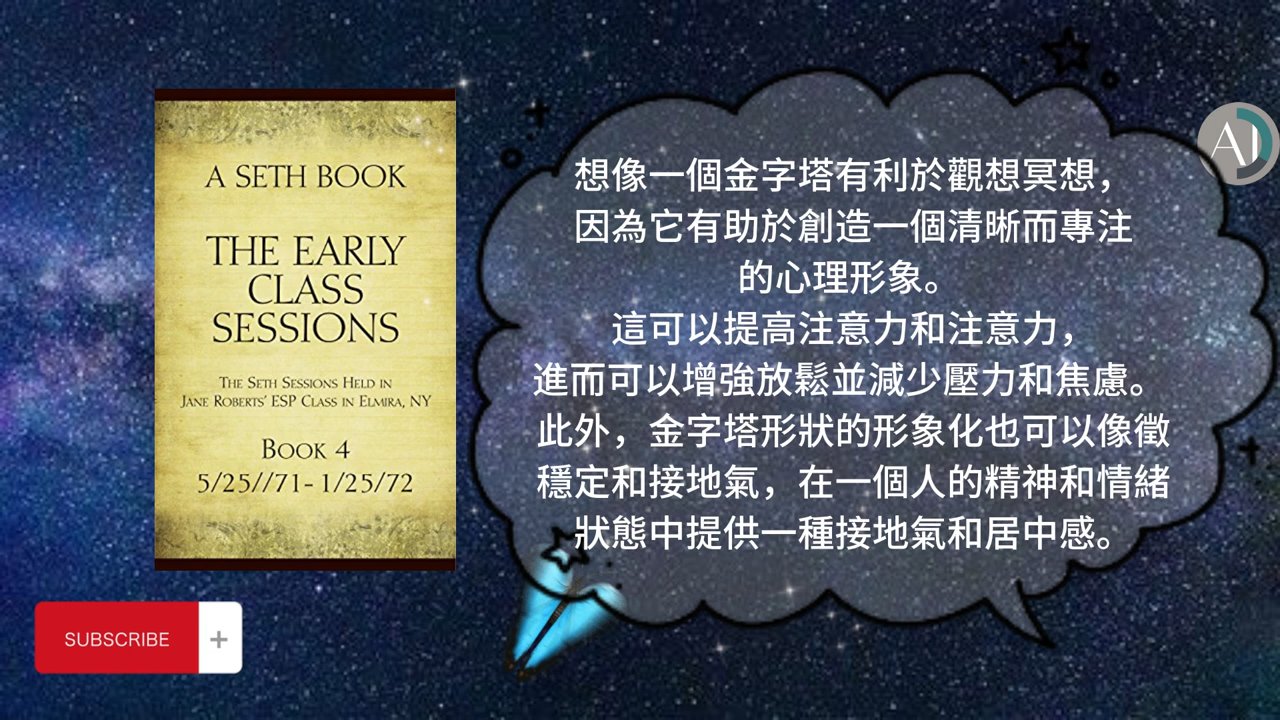 A SETH BOOK
THE EARLY
CLASS
SESSIONS
THE SETH SESSIONS HELD IN
JANE ROBERTS' ESP CLASS IN ELMIRA, NY
BOOK 4
5/25//71- 1/25/72
SUBSCRIBE +
AI
想像一個金字塔有利於觀想冥想，
因為它有助於創造一個清晰而專注
的心理形象。
這可以提高注意力和注意力，
進而可以增強放鬆並減少壓力和焦慮。
此外，金字塔形狀的形象化也可以像徵
穩定和接地氣，在一個人的精神和情緒
狀態中提供一種接地氣和居中感。